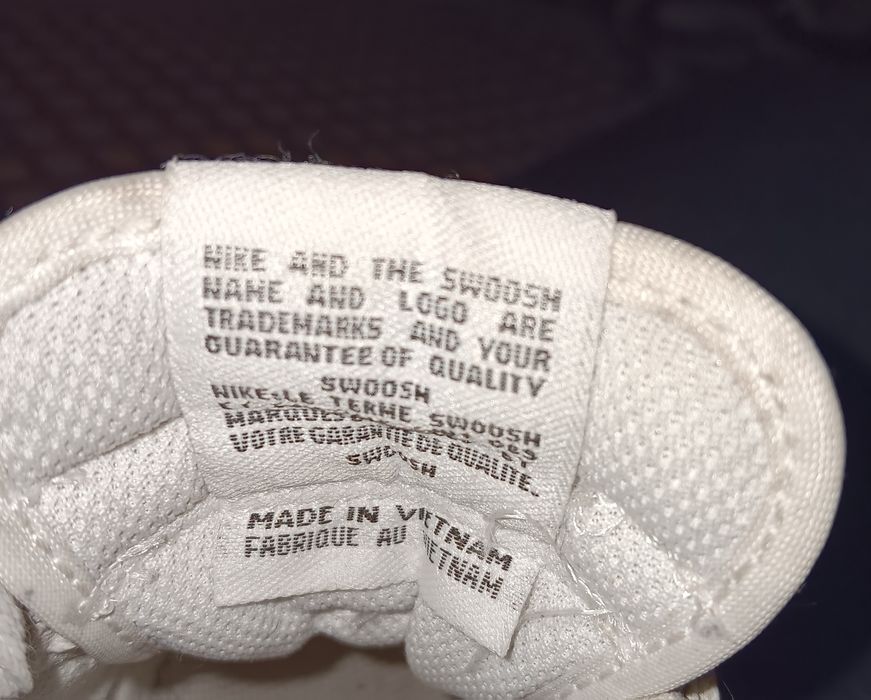 NIKE AND THE SWOOSH
NAME AND LOGO ARE
TRADEMARKS AND YOUR
GUARANTEE OF QUALITY
SWOOSH
NIKE: LE TERME SWOOSH
MARQUES
VOTRE GARANTIE DE QUALITE.
SWOOSH
MADE IN VIETNAM
FABRIQUE AU VIETNAM